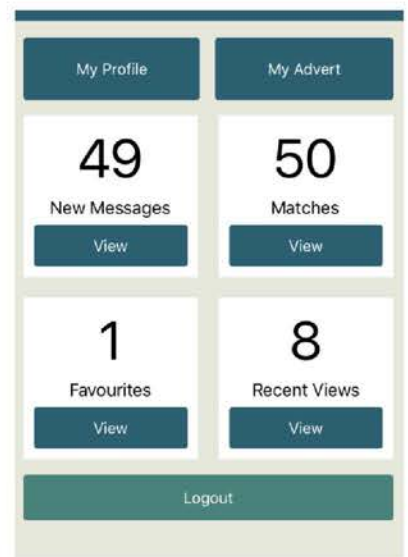 My Profile
My Advert
49
50
New Messages
Matches
View
View
1
8
Favourites
Recent Views
View
View
Logout